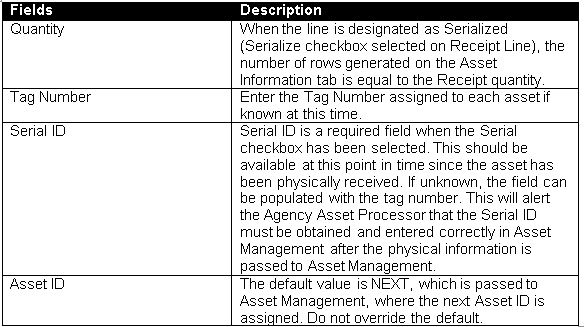 Fields Description
Quantity When the line is designated as Serialized
(Serialize checkbox selected on Receipt Line), the
number of rows generated on the Asset
Information tab is equal to the Receipt quantity.
Tag Number Enter the Tag Number assigned to each asset if
known at this time.
Serial ID Serial ID is a required field when the Serial
checkbox has been selected. This should be
available at this point in time since the asset has
been physically received. If unknown, the field can
be populated with the tag number. This will alert
the Agency Asset Processor that the Serial ID
must be obtained and entered correctly in Asset
Management after the physical information is
passed to Asset Management.
Asset ID The default value is NEXT, which is passed to
Asset Management, where the next Asset ID is
assigned. Do not override the default.